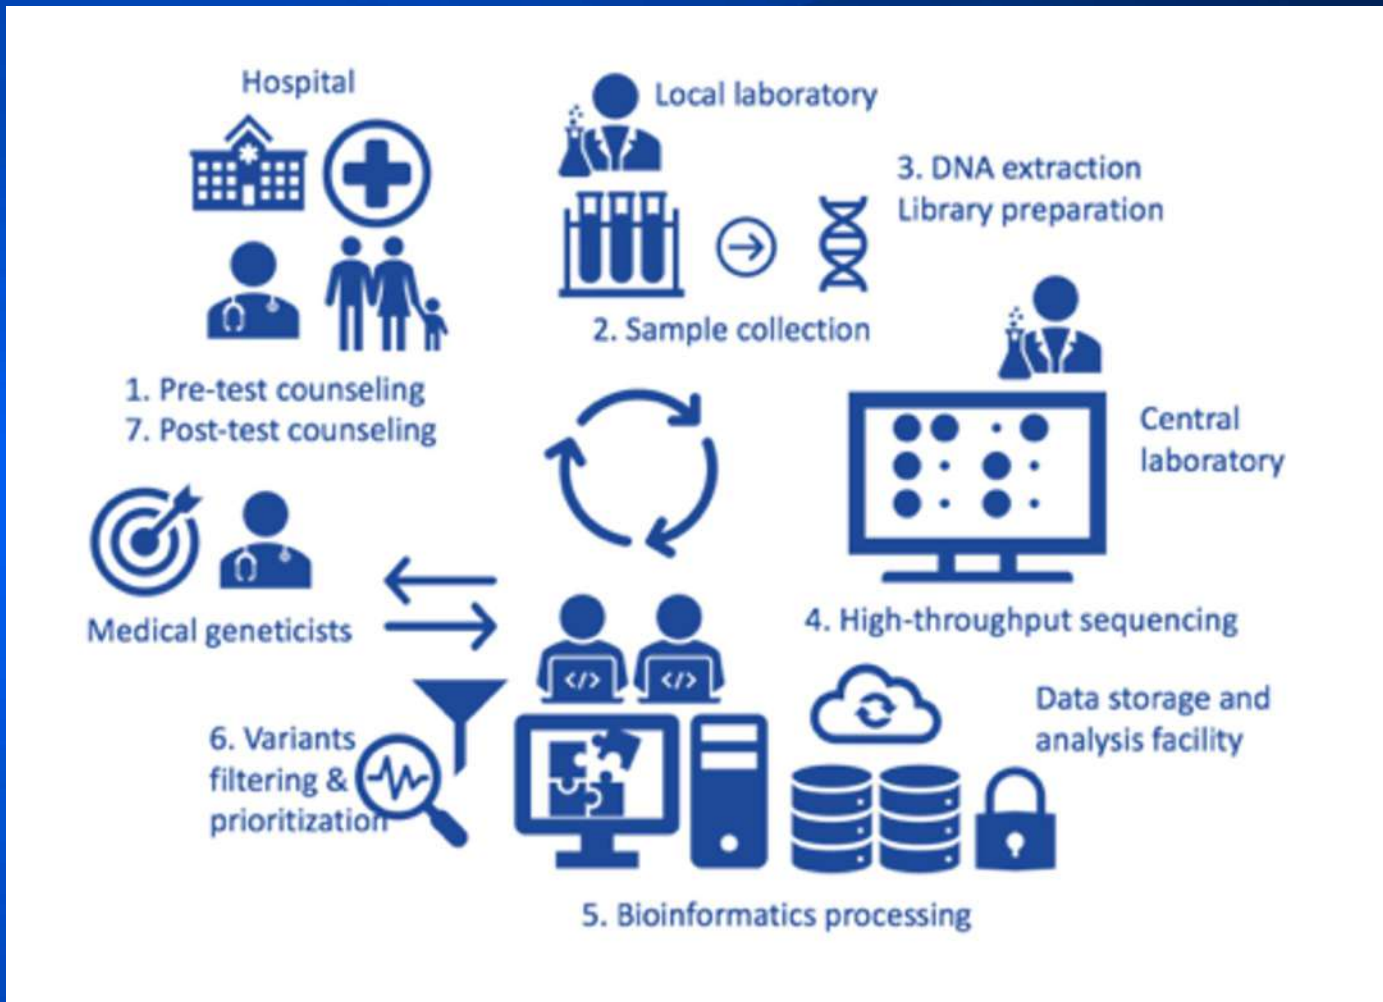 Hospital
Local laboratory
3. DNA extraction
Library preparation
2. Sample collection
1. Pre-test counseling
7. Post-test counseling
Central
laboratory
Medical geneticists
4. High-throughput sequencing
</>
</>
Data storage and
analysis facility
6. Variants
filtering &
prioritization
5. Bioinformatics processing